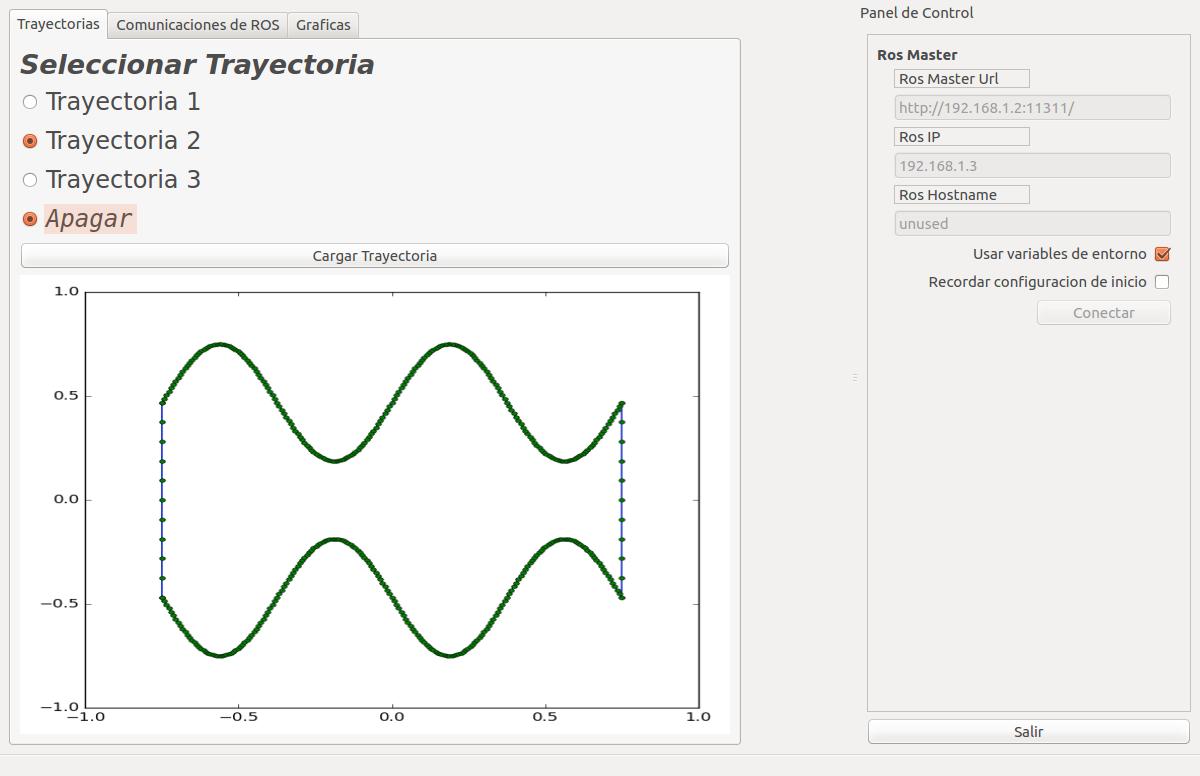 Trayectorias Comunicaciones de ROS Graficas
Seleccionar Trayectoria
Trayectoria 1
Trayectoria 2
Trayectoria 3
Apagar
Cargar Trayectoria
1.0
0.5
0.0
−0.5
−1.0
−1.0 −0.5 0.0 0.5 1.0
Panel de Control
Ros Master
Ros Master Url
http://192.168.1.2:11311/
Ros IP
192.168.1.3
Ros Hostname
unused
Usar variables de entorno
Recordar configuracion de inicio
Conectar
Salir